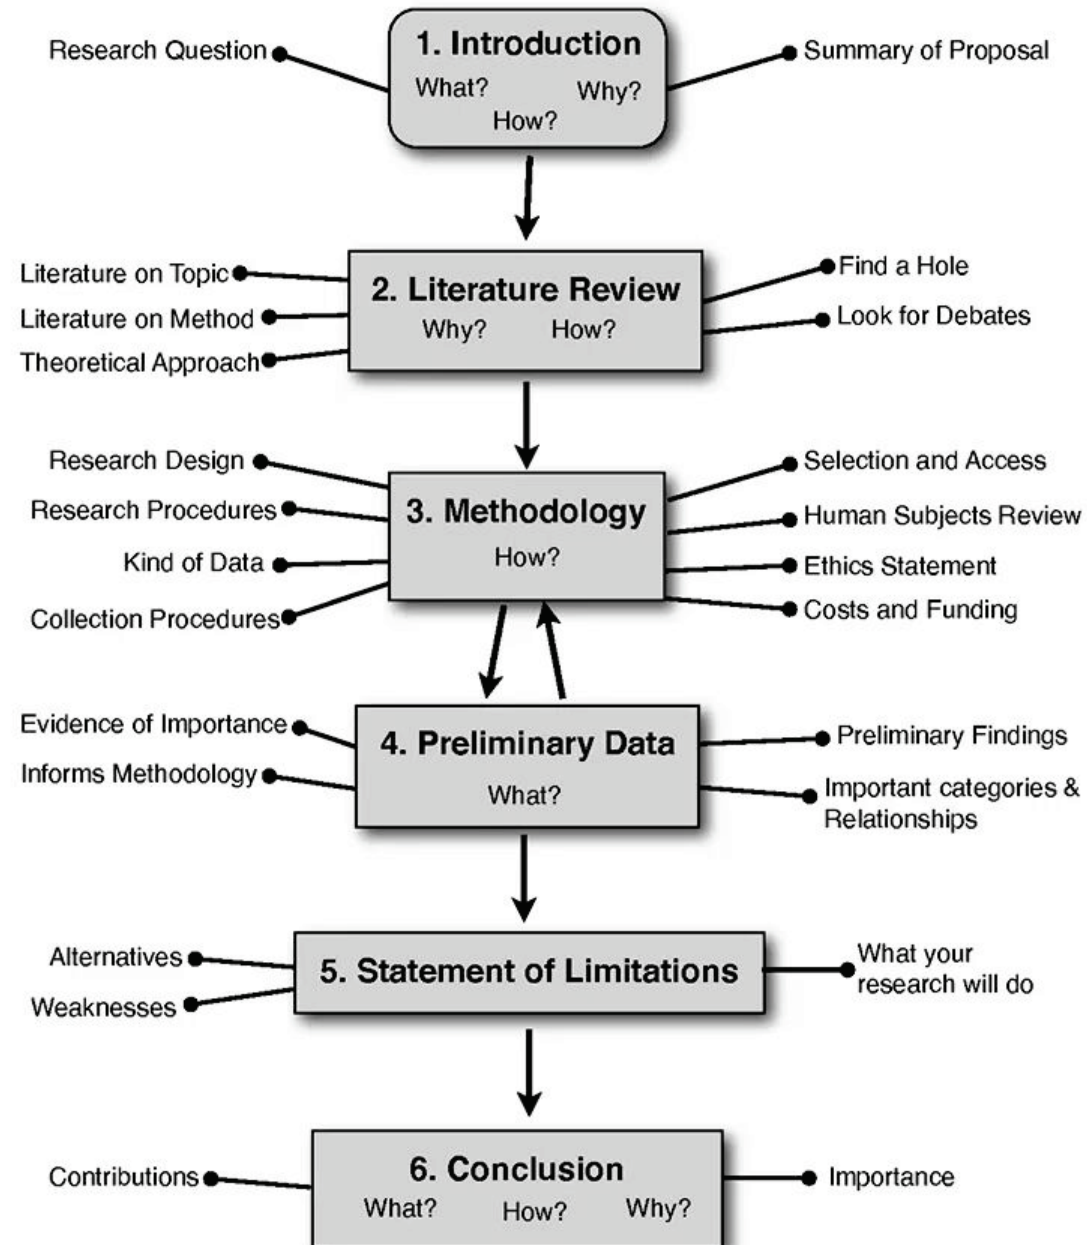 1. Introduction
What?
Why?
How?
Research Question
Summary of Proposal
2. Literature Review
Why?
How?
Literature on Topic
Literature on Method
Theoretical Approach
Find a Hole
Look for Debates
3. Methodology
How?
Research Design
Research Procedures
Kind of Data
Collection Procedures
Selection and Access
Human Subjects Review
Ethics Statement
Costs and Funding
4. Preliminary Data
What?
Evidence of Importance
Informs Methodology
Preliminary Findings
Important categories &
Relationships
5. Statement of Limitations
Alternatives
Weaknesses
What your
research will do
6. Conclusion
What?
How?
Why?
Contributions
Importance